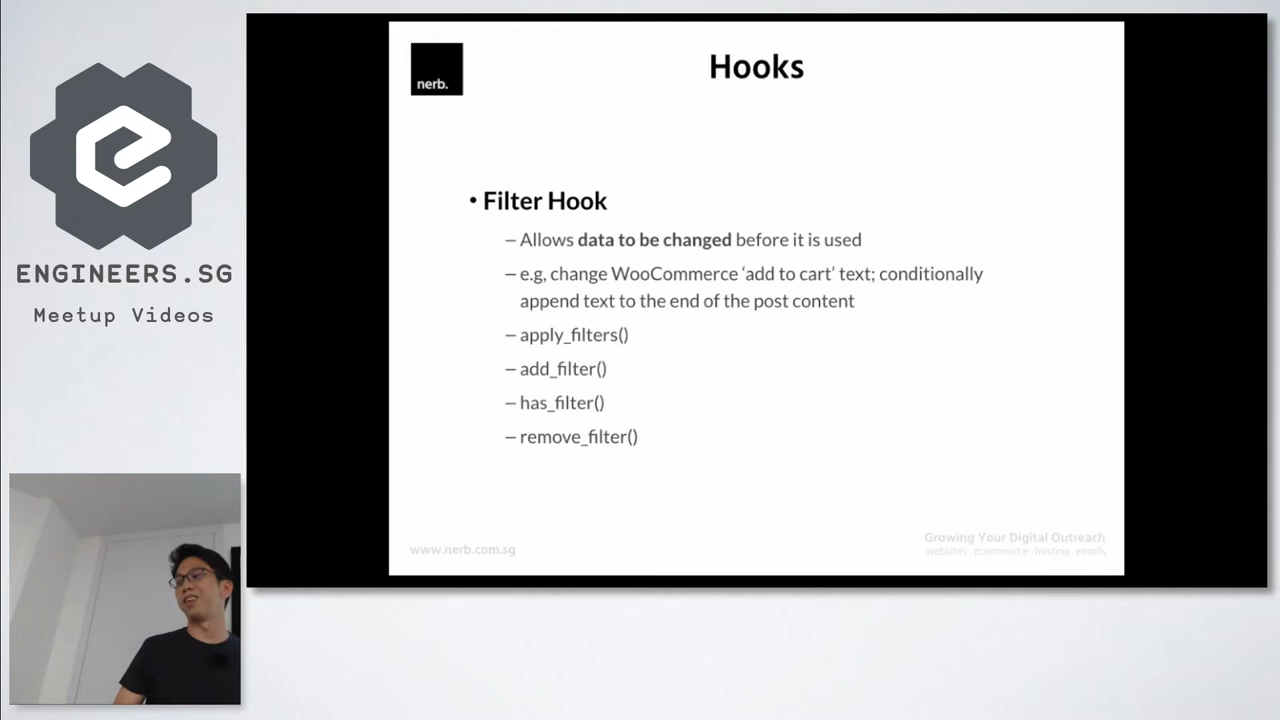 ENGINEERS.SG
Meetup Videos
nerb.
Hooks
• Filter Hook
– Allows data to be changed before it is used
– e.g, change WooCommerce ‘add to cart’ text; conditionally
append text to the end of the post content
– apply_filters()
– add_filter()
– has_filter()
– remove_filter()
www.nerb.com.sg
Growing Your Digital Outreach
websites . ecommerce . hosting . emails